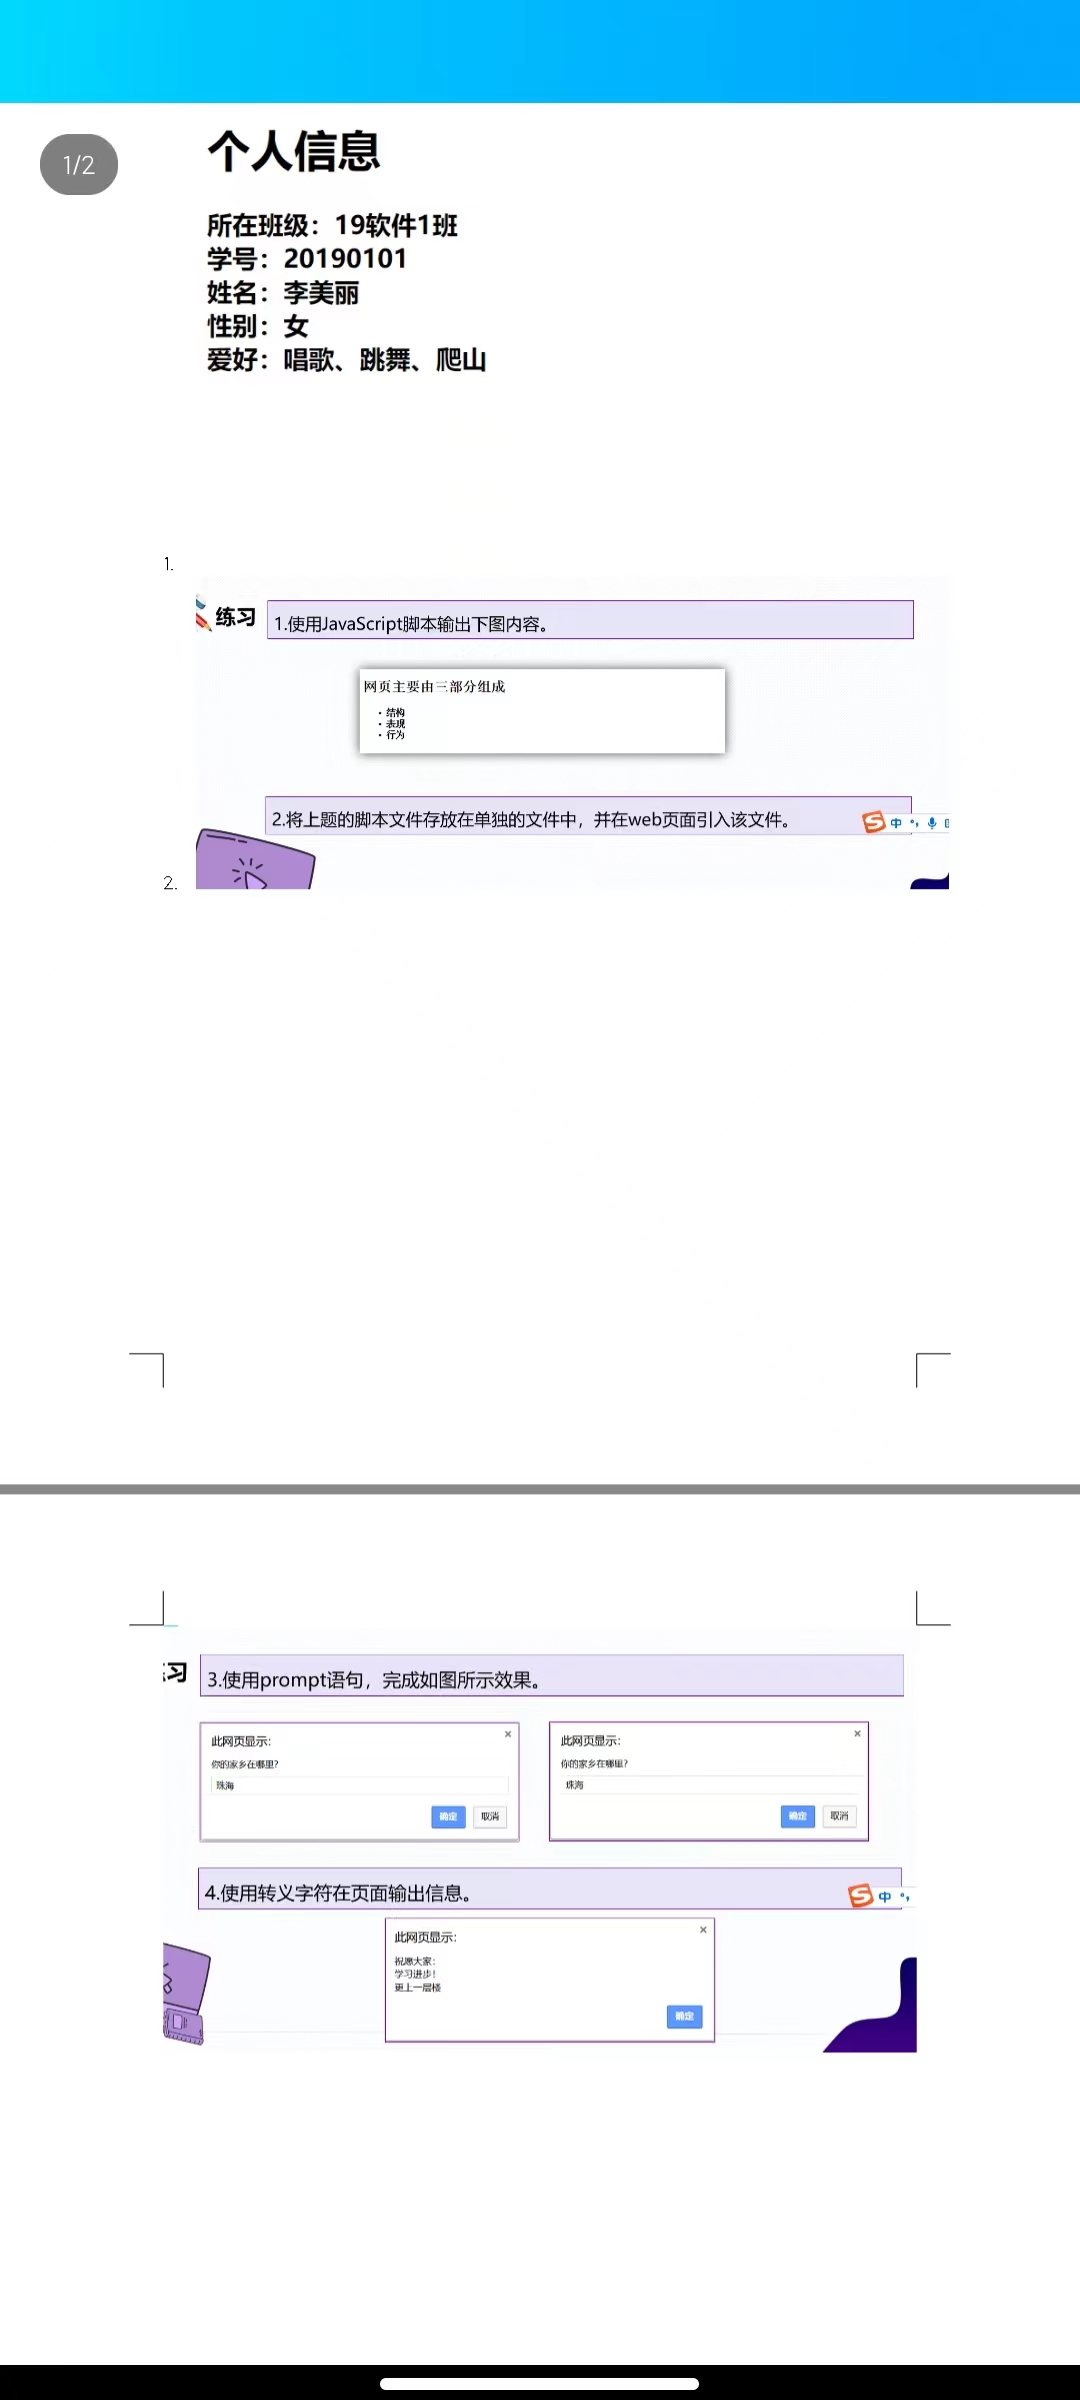 1/2
个人信息
所在班级：19软件1班
学号：20190101
姓名：李美丽
性别：女
爱好：唱歌、跳舞、爬山
1.
练习
1.使用JavaScript脚本输出下图内容。
网页主要由三部分组成
• 结构
• 表现
• 行为
2.将上题的脚本文件存放在单独的文件中，并在web页面引入该文件。
S 中 °,
2.
习
3.使用prompt语句，完成如图所示效果。
此网页显示:
你的家乡在哪里?
珠海
确定 取消
此网页显示:
你的家乡在哪里?
珠海
确定 取消
4.使用转义字符在页面输出信息。
S 中 °,
此网页显示:
祝愿大家:
学习进步!
更上一层楼
确定